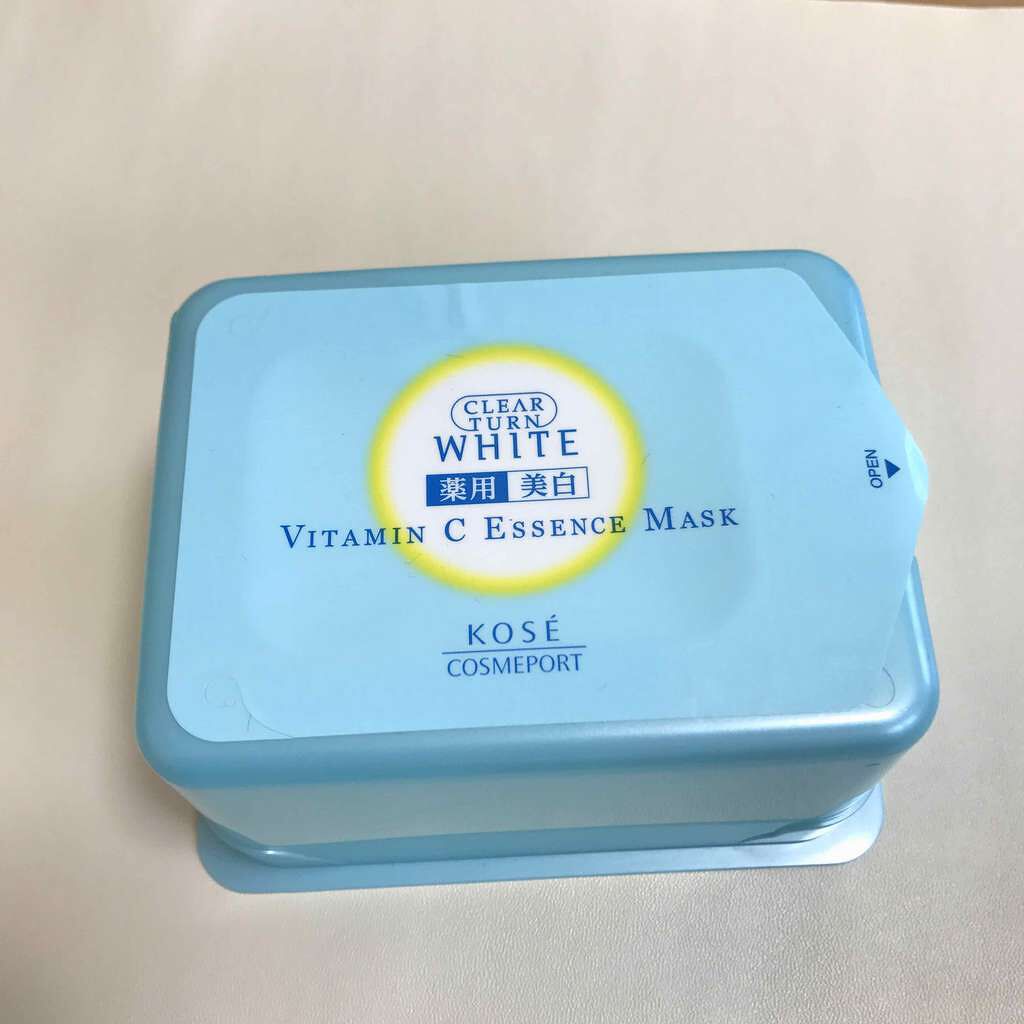 CLEAR
TURN
WHITE
薬用 美白
VITAMIN C ESSENCE MASK
KOSÉ
COSMEPORT
OPEN